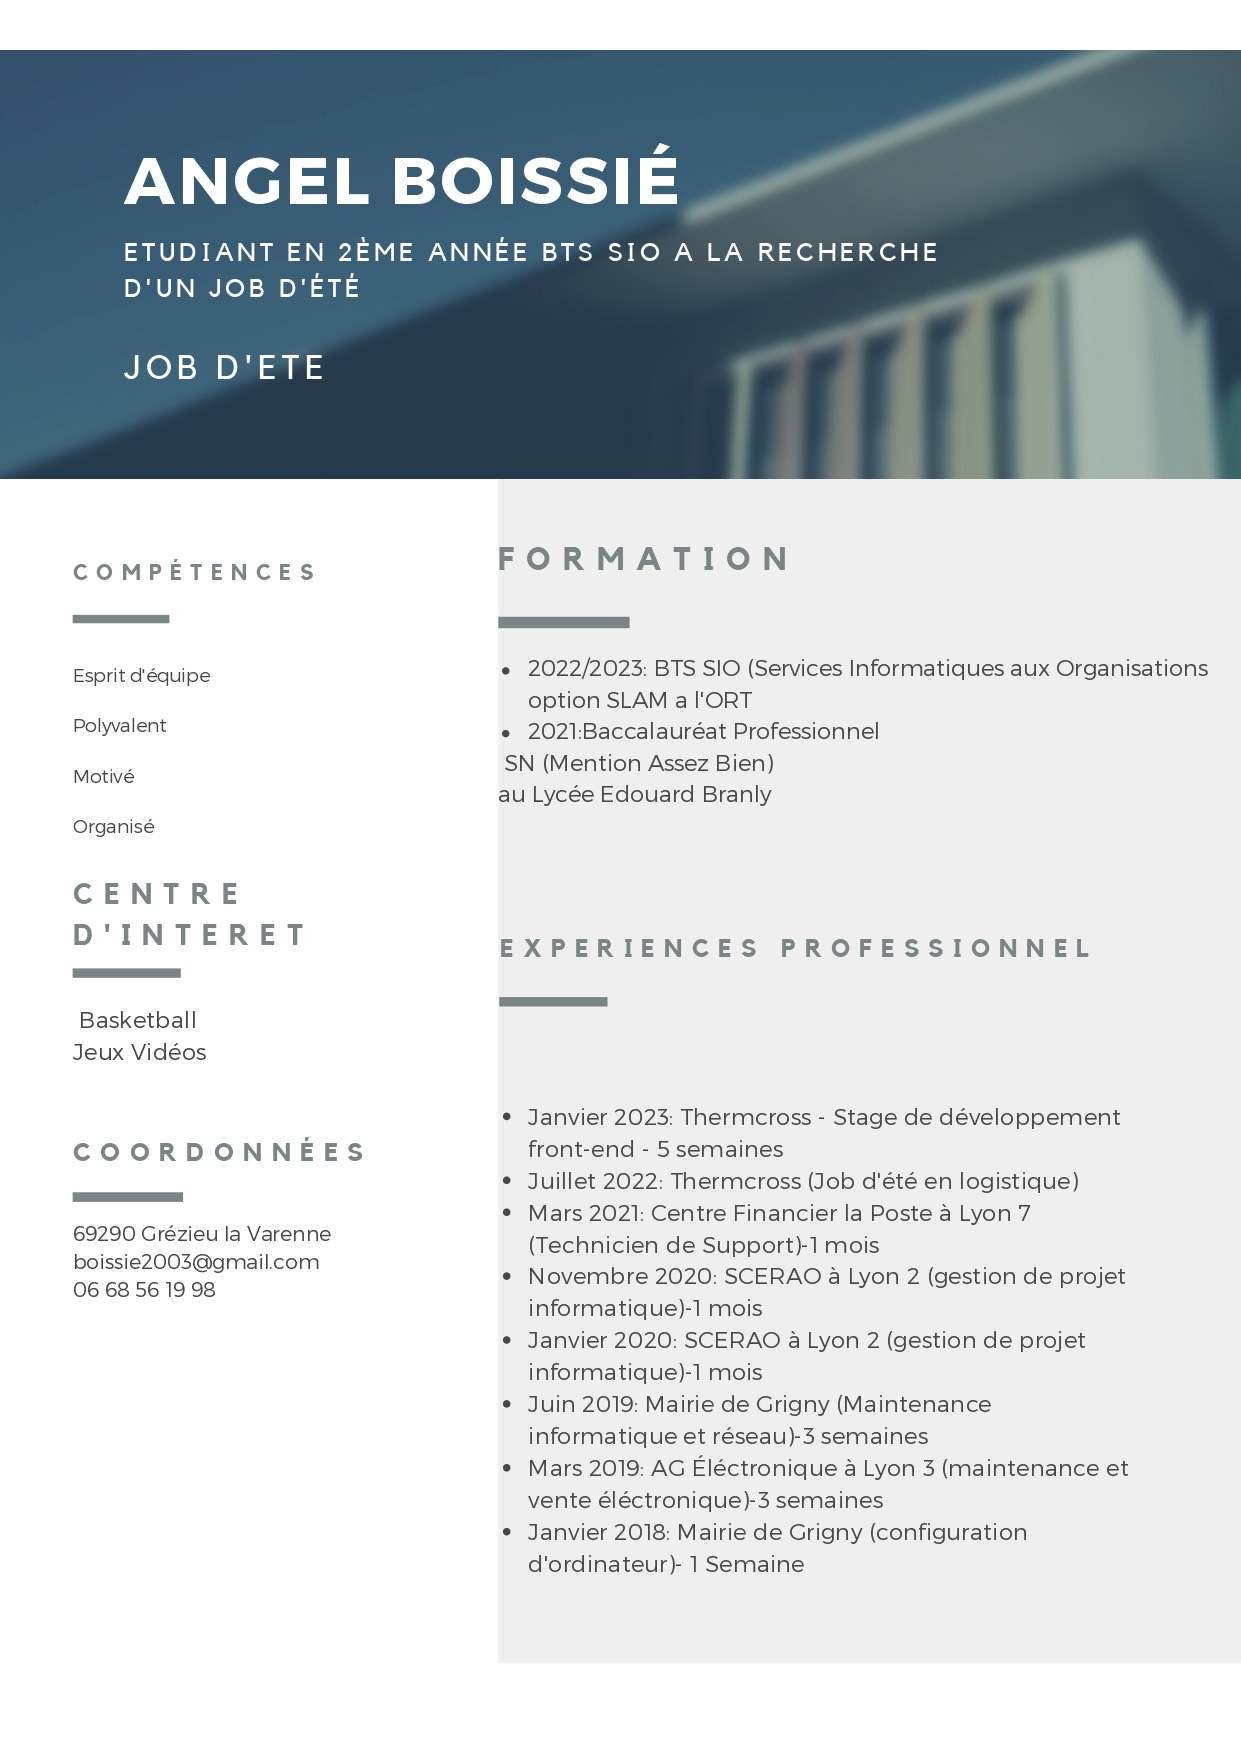 ANGEL BOISSIÉ
ETUDIANT EN 2ÈME ANNÉE BTS SIO A LA RECHERCHE
D'UN JOB D'ÉTÉ
JOB D'ETE
COMPÉTENCES
Esprit d'équipe
Polyvalent
Motivé
Organisé
CENTRE
D'INTERET
Basketball
Jeux Vidéos
COORDONNÉES
69290 Grézieu la Varenne
boissie2003@gmail.com
06 68 56 19 98
FORMATION
• 2022/2023: BTS SIO (Services Informatiques aux Organisations
option SLAM a l'ORT
• 2021:Baccalauréat Professionnel
SN (Mention Assez Bien)
au Lycée Edouard Branly
EXPERIENCES PROFESSIONNEL
• Janvier 2023: Thermcross - Stage de développement
front-end - 5 semaines
• Juillet 2022: Thermcross (Job d'été en logistique)
• Mars 2021: Centre Financier la Poste à Lyon 7
(Technicien de Support)-1 mois
• Novembre 2020: SCERAO à Lyon 2 (gestion de projet
informatique)-1 mois
• Janvier 2020: SCERAO à Lyon 2 (gestion de projet
informatique)-1 mois
• Juin 2019: Mairie de Grigny (Maintenance
informatique et réseau)-3 semaines
• Mars 2019: AG Éléctronique à Lyon 3 (maintenance et
vente éléctronique)-3 semaines
• Janvier 2018: Mairie de Grigny (configuration
d'ordinateur)- 1 Semaine